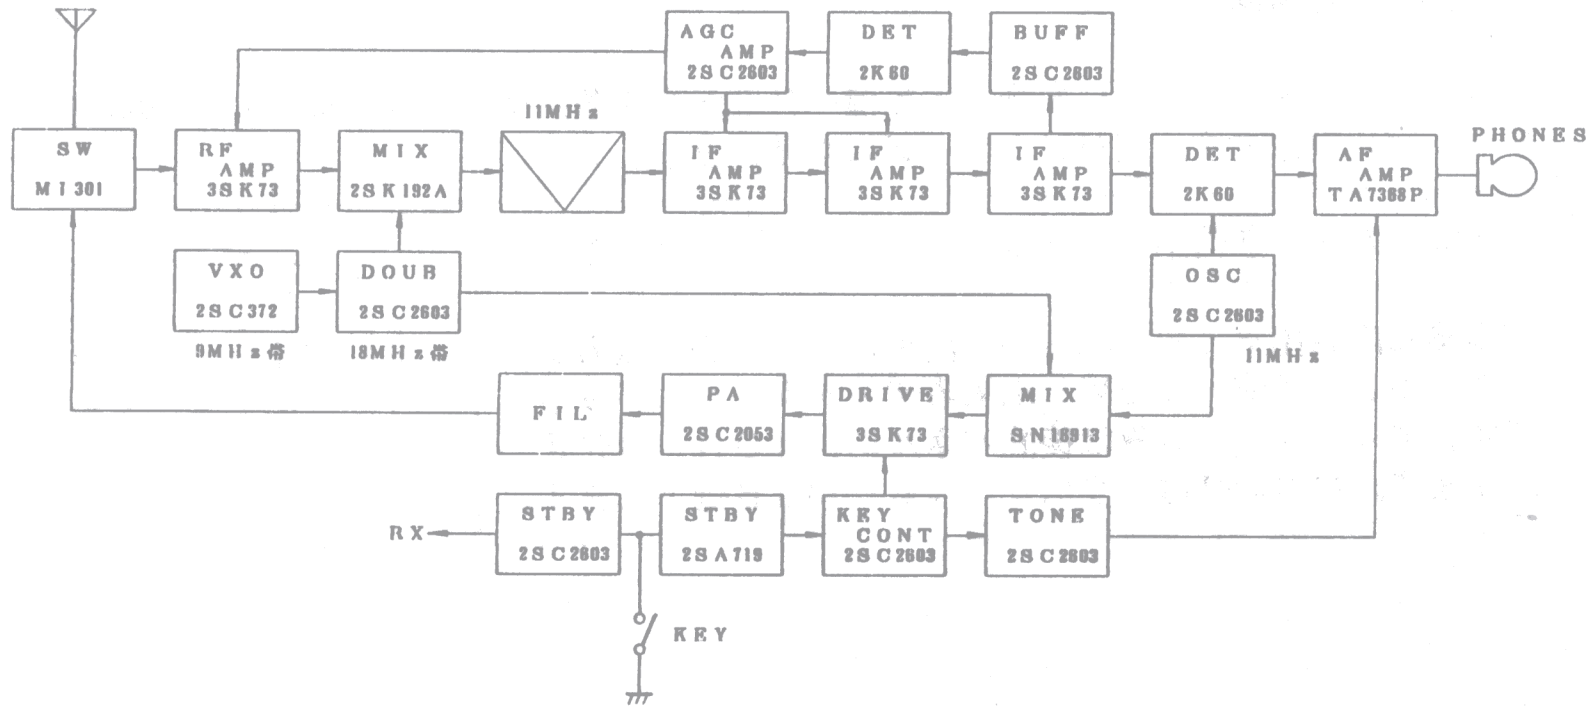 AGC
AMP
2SC2603
DET
2K60
BUFF
2SC2603
11MHz
PHONES
SW
MI301
RF
AMP
3SK73
MIX
2SK192A
IF
AMP
3SK73
IF
AMP
3SK73
IF
AMP
3SK73
DET
2K60
AF
AMP
TA7368P
VXO
2SC372
9MHz帯
DOUB
2SC2603
18MHz帯
OSC
2SC2603
11MHz
FIL
PA
2SC2053
DRIVE
3SK73
MIX
SN16913
RX
STBY
2SC2603
STBY
2SA719
KEY
CONT
2SC2603
TONE
2SC2603
KEY